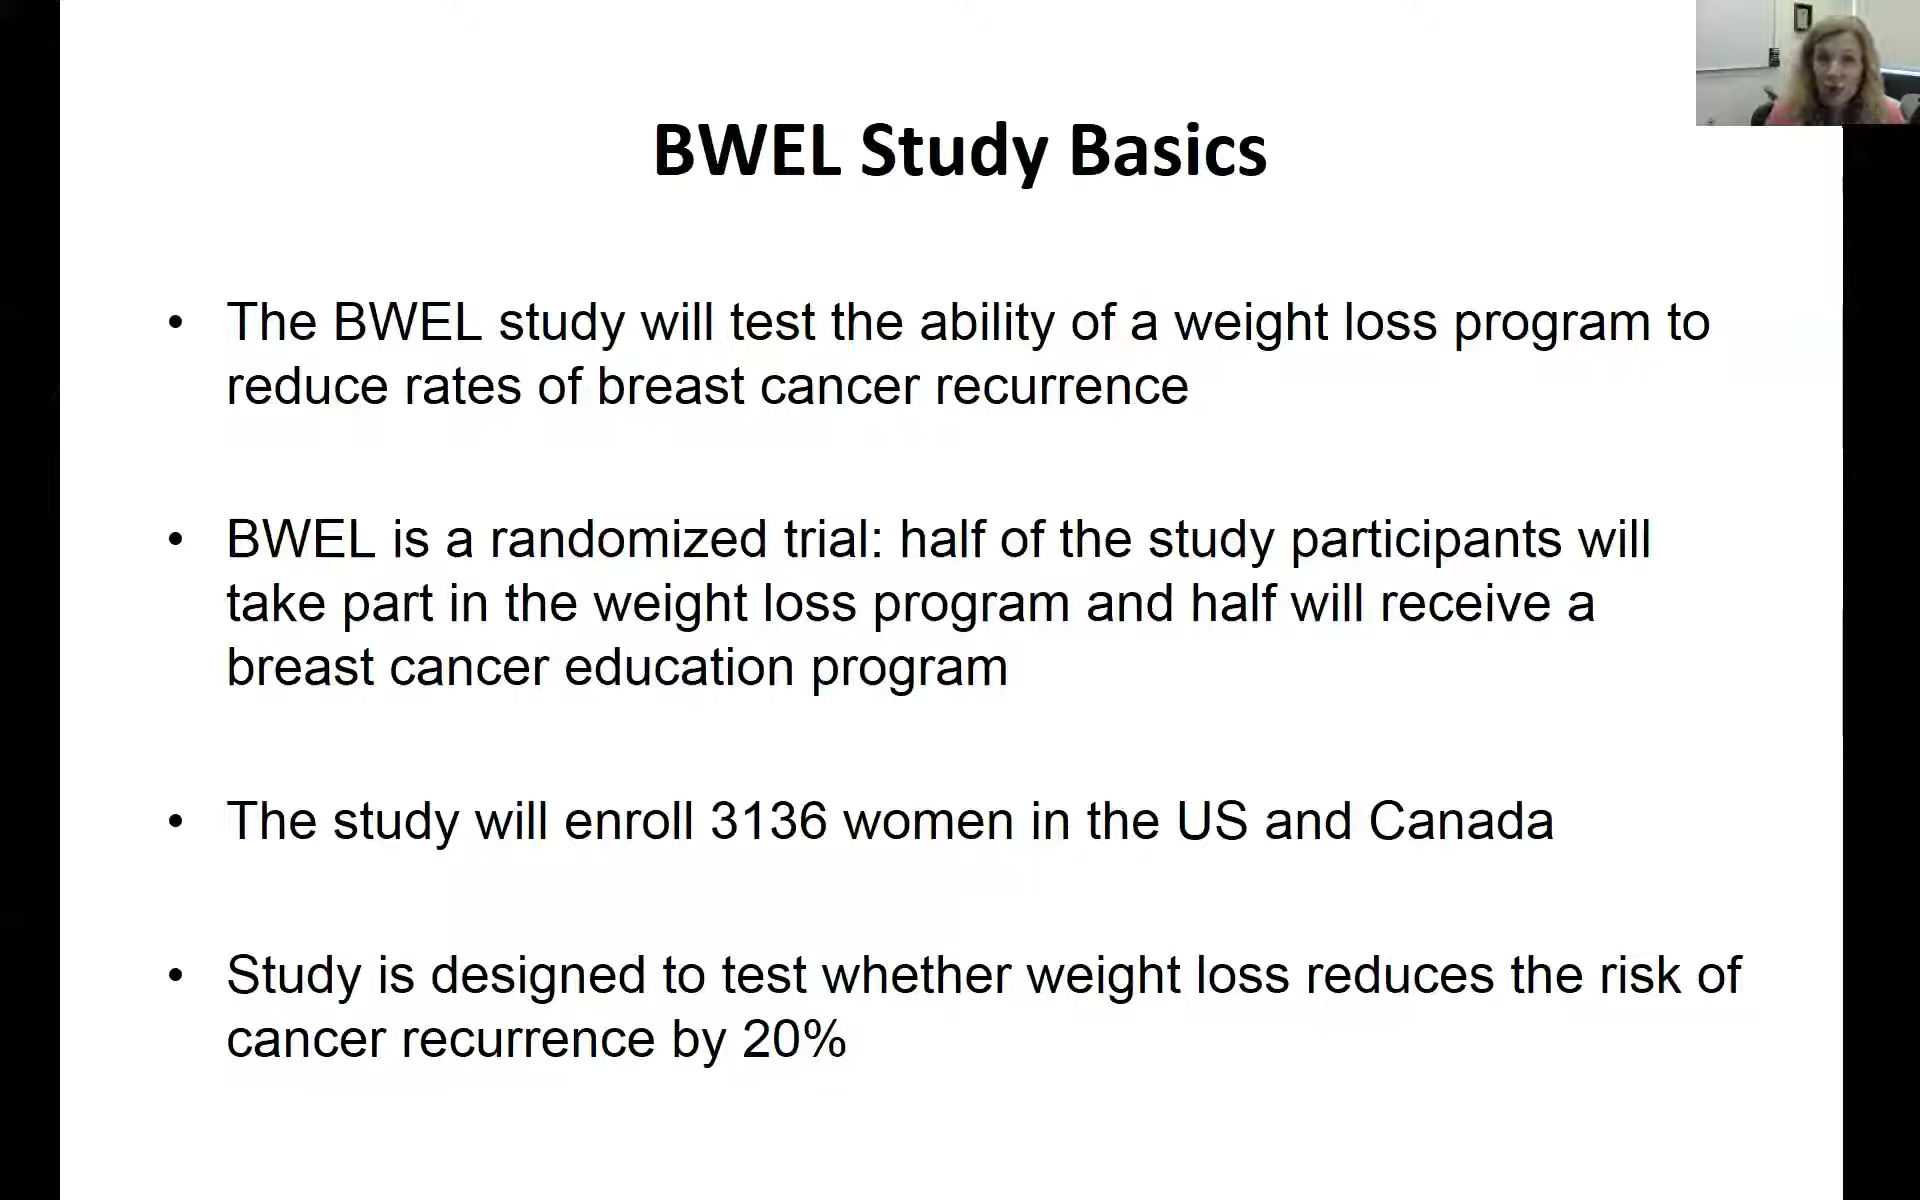 BWEL Study Basics
• The BWEL study will test the ability of a weight loss program to
reduce rates of breast cancer recurrence
• BWEL is a randomized trial: half of the study participants will
take part in the weight loss program and half will receive a
breast cancer education program
• The study will enroll 3136 women in the US and Canada
• Study is designed to test whether weight loss reduces the risk of
cancer recurrence by 20%